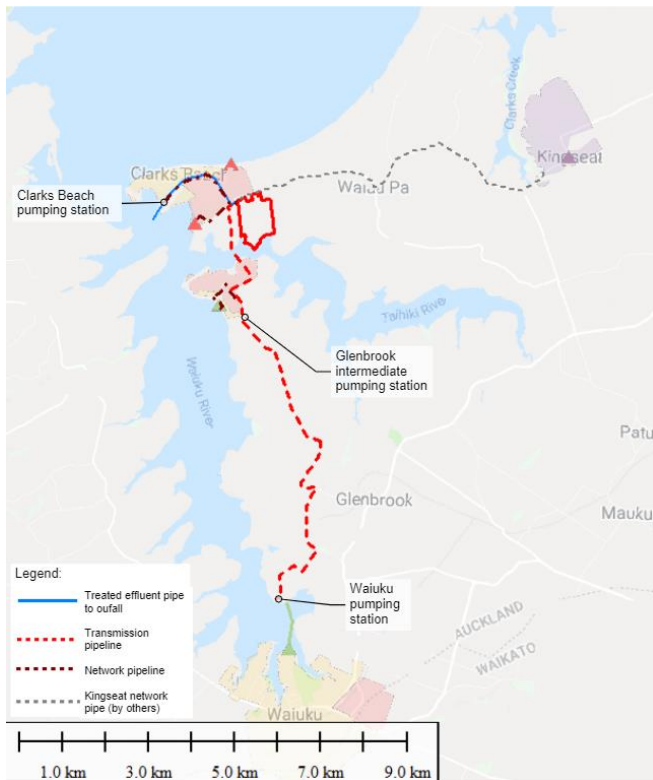 Clarks Creek
Clarks Beach
Kingseat
Waiau Pa
Clarks Beach
pumping station
Taihiki River
Glenbrook
intermediate
pumping station
Waiuku River
Patu
Glenbrook
Mauku
Legend:
Treated effluent pipe
to oufall
Waiuku
pumping
station
Transmission
pipeline
AUCKLAND
WAIKATO
Network pipeline
Kingseat network
pipe (by others)
Waiuku
1.0 km 3.0 km 5.0 km 7.0 km 9.0 km